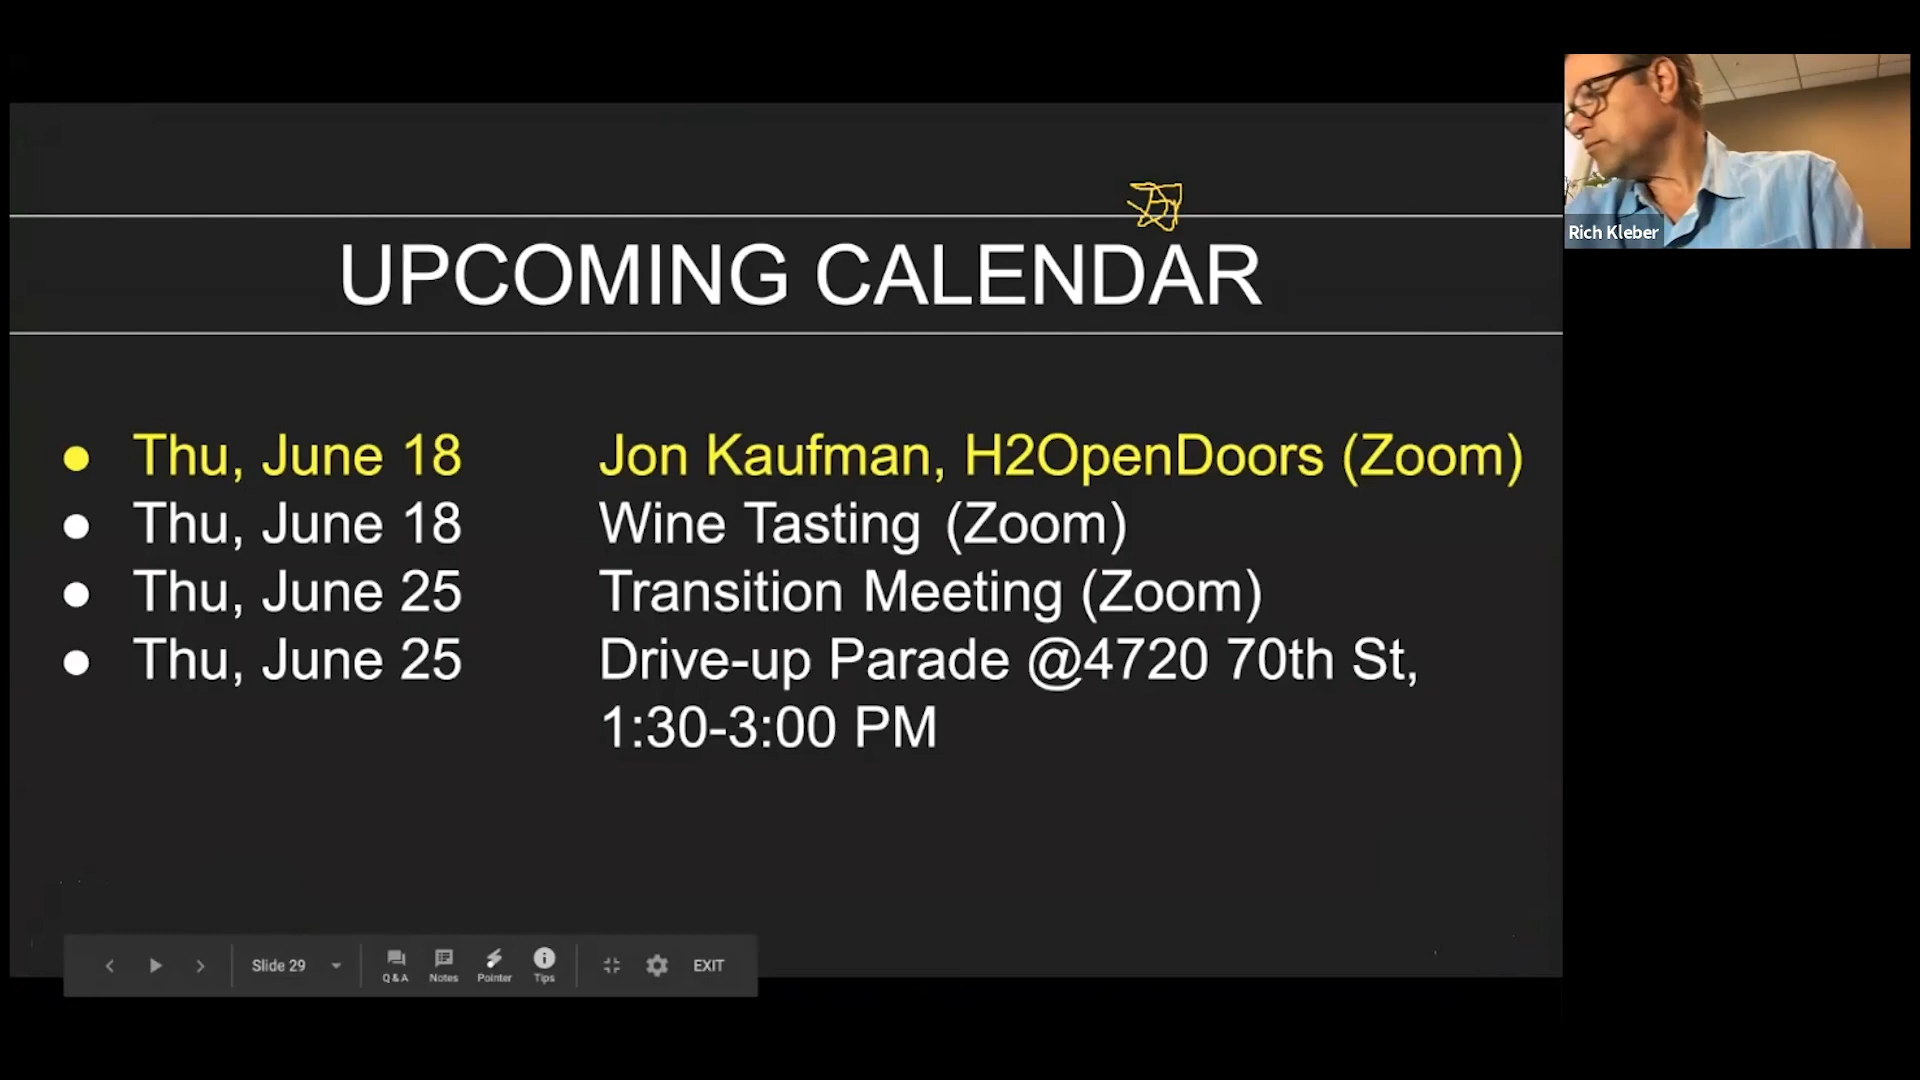 Rich Kleber
UPCOMING CALENDAR
● Thu, June 18 Jon Kaufman, H2OpenDoors (Zoom)
● Thu, June 18 Wine Tasting (Zoom)
● Thu, June 25 Transition Meeting (Zoom)
● Thu, June 25 Drive-up Parade @4720 70th St,
1:30-3:00 PM
Slide 29 Q&A Notes Pointer Tips EXIT